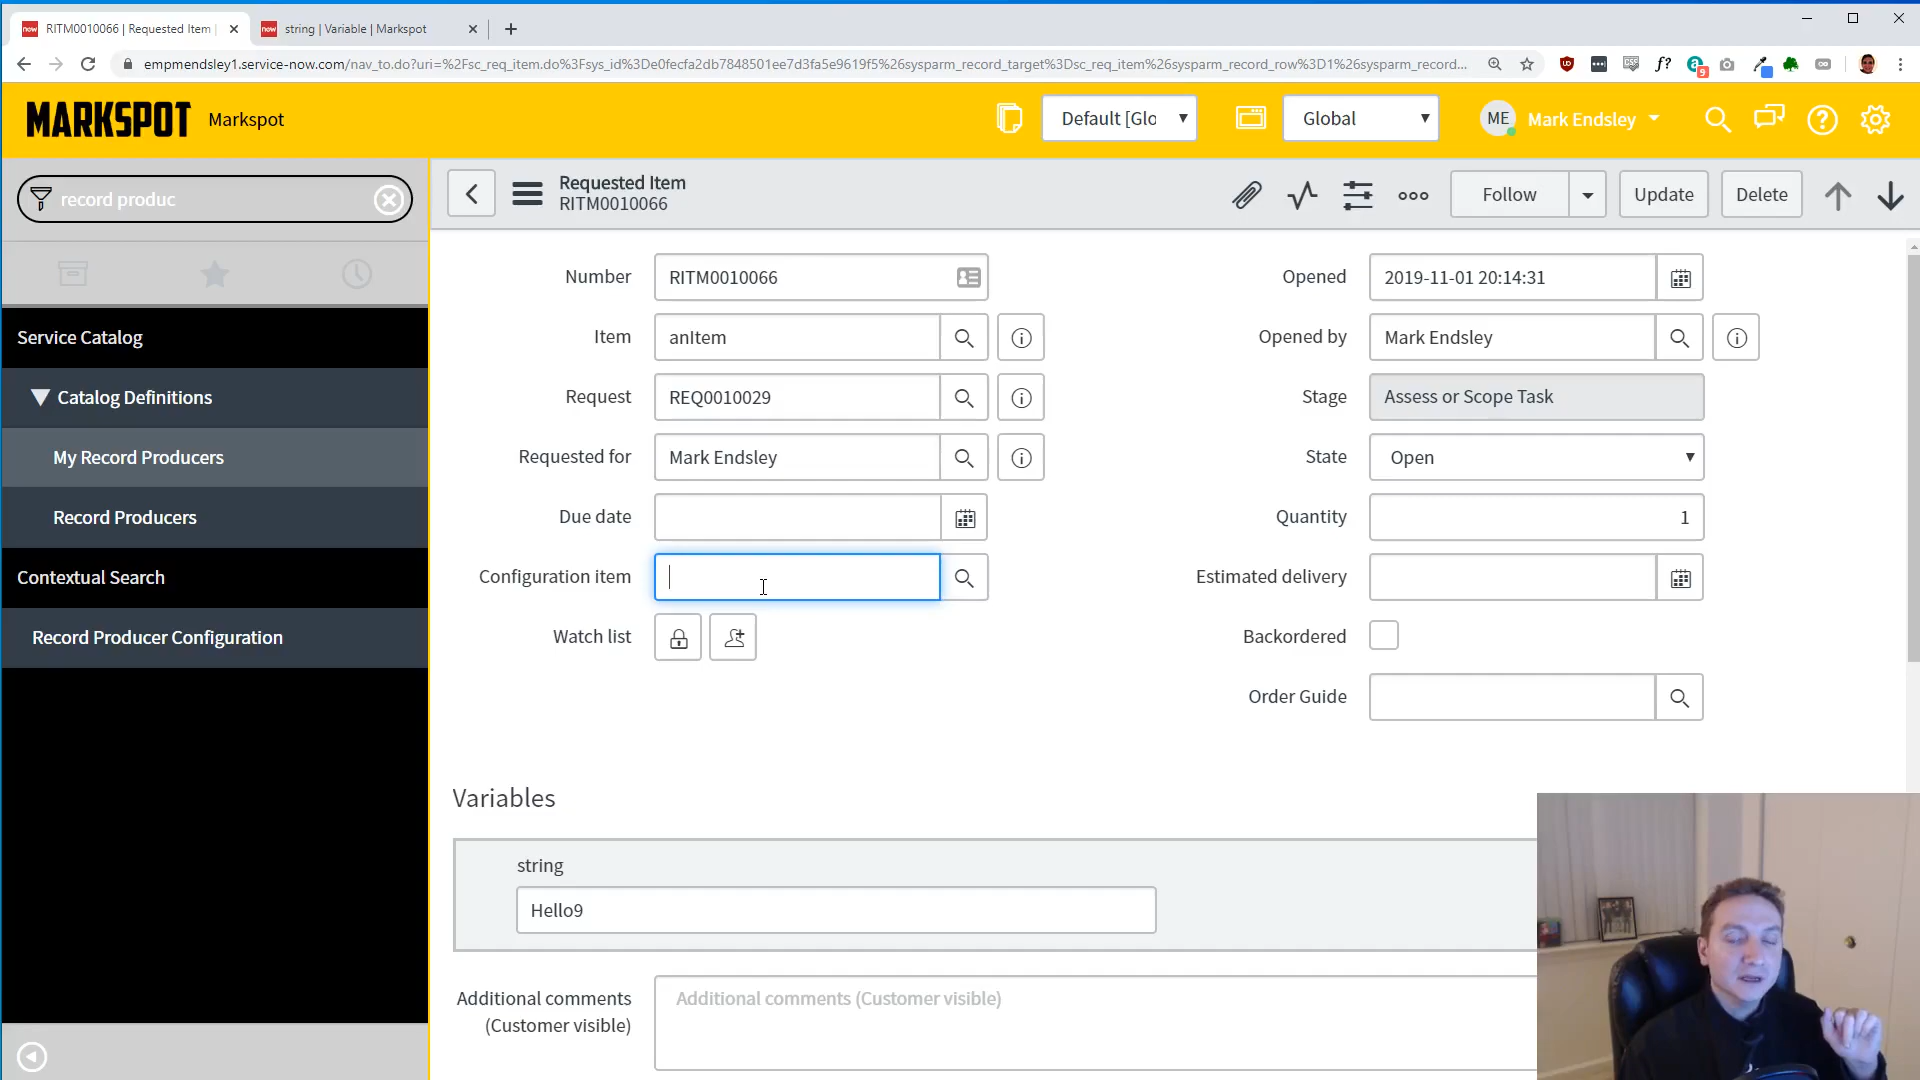 RITM0010066 | Requested Item |
string | Variable | Markspot
empmendsley1.service-now.com/nav_to.do?uri=%2Fsc_req_item.do%3Fsys_id%3De0fecfa2db7848501ee7d3fa5e9619f5%26sysparm_record_target%3Dsc_req_item%26sysparm_record_row%3D1%26sysparm_record...
MARKSPOT
Markspot
Default [Glo
Global
ME
Mark Endsley
record produc
Service Catalog
Catalog Definitions
My Record Producers
Record Producers
Contextual Search
Record Producer Configuration
Requested Item
RITM0010066
Follow
Update
Delete
Number
RITM0010066
Item
anItem
Request
REQ0010029
Requested for
Mark Endsley
Due date
Configuration item
Watch list
Opened
2019-11-01 20:14:31
Opened by
Mark Endsley
Stage
Assess or Scope Task
State
Open
Quantity
1
Estimated delivery
Backordered
Order Guide
Variables
string
Hello9
Additional comments
(Customer visible)
Additional comments (Customer visible)